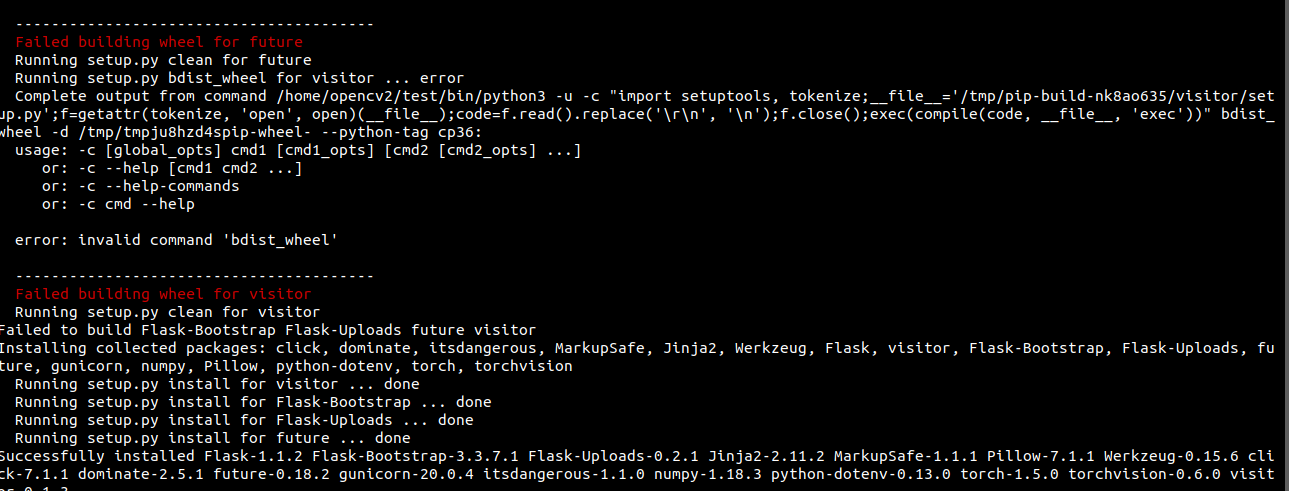 ----------------------------------------
Failed building wheel for future
Running setup.py clean for future
Running setup.py bdist_wheel for visitor ... error
Complete output from command /home/opencv2/test/bin/python3 -u -c "import setuptools, tokenize;__file__='/tmp/pip-build-nk8ao635/visitor/set
up.py';f=getattr(tokenize, 'open', open)(__file__);code=f.read().replace('\r\n', '\n');f.close();exec(compile(code, __file__, 'exec'))" bdist_
wheel -d /tmp/tmpju8hzd4spip-wheel- --python-tag cp36:
usage: -c [global_opts] cmd1 [cmd1_opts] [cmd2 [cmd2_opts] ...]
or: -c --help [cmd1 cmd2 ...]
or: -c --help-commands
or: -c cmd --help
error: invalid command 'bdist_wheel'
----------------------------------------
Failed building wheel for visitor
Running setup.py clean for visitor
Failed to build Flask-Bootstrap Flask-Uploads future visitor
Installing collected packages: click, dominate, itsdangerous, MarkupSafe, Jinja2, Werkzeug, Flask, visitor, Flask-Bootstrap, Flask-Uploads, fu
ture, gunicorn, numpy, Pillow, python-dotenv, torch, torchvision
Running setup.py install for visitor ... done
Running setup.py install for Flask-Bootstrap ... done
Running setup.py install for Flask-Uploads ... done
Running setup.py install for future ... done
Successfully installed Flask-1.1.2 Flask-Bootstrap-3.3.7.1 Flask-Uploads-0.2.1 Jinja2-2.11.2 MarkupSafe-1.1.1 Pillow-7.1.1 Werkzeug-0.15.6 cli
ck-7.1.1 dominate-2.5.1 future-0.18.2 gunicorn-20.0.4 itsdangerous-1.1.0 numpy-1.18.3 python-dotenv-0.13.0 torch-1.5.0 torchvision-0.6.0 visit